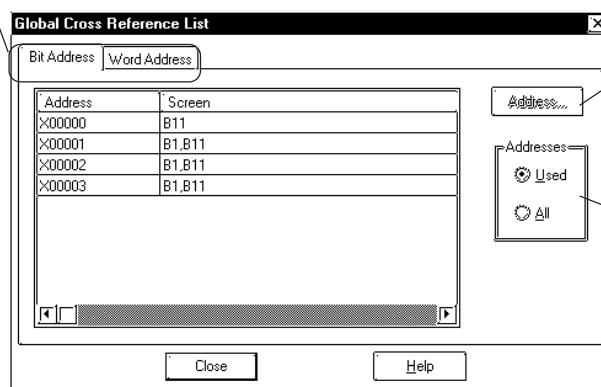 Global Cross Reference List
Bit Address Word Address
Address Screen
X00000 B11
X00001 B1,B11
X00002 B1,B11
X00003 B1,B11
Address...
Addresses
Used
All
Close Help